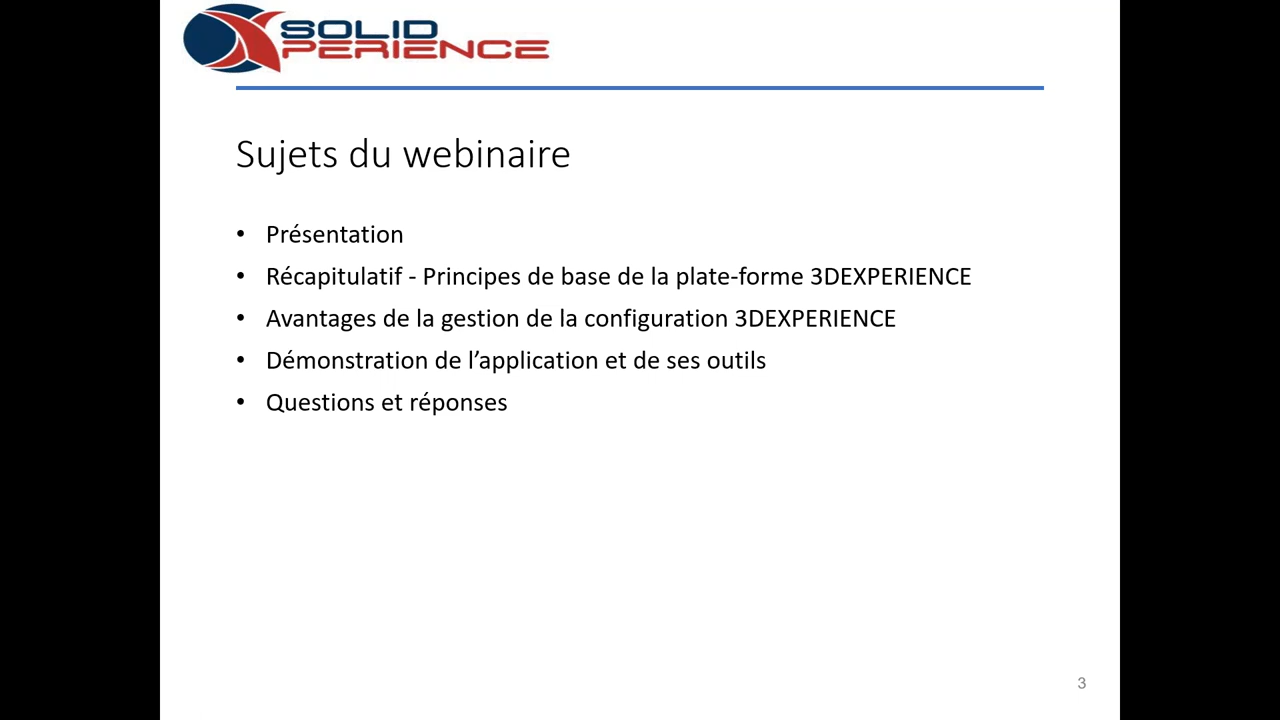 SOLID
XPERIENCE
Sujets du webinaire
• Présentation
• Récapitulatif - Principes de base de la plate-forme 3DEXPERIENCE
• Avantages de la gestion de la configuration 3DEXPERIENCE
• Démonstration de l’application et de ses outils
• Questions et réponses
3